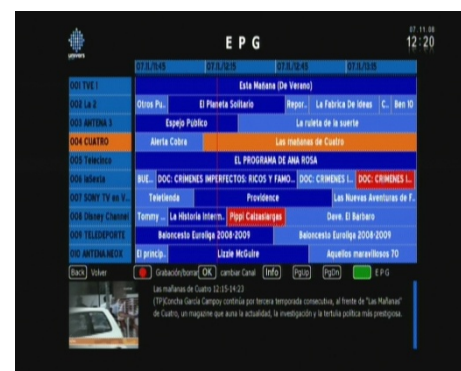 univers
E P G
07.11.08
12:20
07.11./11:45 07.11./12:15 07.11./12:45 07.11./13:15
001 TVE 1 Esta Mañana (De Verano)
002 La 2 Otros Pu.. El Planeta Solitario Repor.. La Fabrica De Ideas C.. Ben 10
003 ANTENA 3 Espejo Público La ruleta de la suerte
004 CUATRO Alerta Cobra Las mañanas de Cuatro
005 Telecinco EL PROGRAMA DE ANA ROSA
006 laSexta BUE.. DOC: CRIMENES IMPERFECTOS: RICOS Y FAMO.. DOC: CRIMENES I.. DOC: CRIMENES I..
007 SONY TV en V.. Teletienda Providence Las Nuevas Aventuras de F.
008 Disney Channel Tommy .. La Historia Interm.. Pippi Calzaslargas Dave. El Barbaro
009 TELEDEPORTE Baloncesto Euroliga 2008-2009 Baloncesto Euroliga 2008-2009
010 ANTENA.NEOX El princip.. Lizzie McGuire Aquellos maravillosos 70
Back Volver Grabación/borrar OK cambiar Canal Info PgUp PgDn EPG
Las mañanas de Cuatro 12:15-14:23
(TP)Concha García Campoy continúa por tercera temporada consecutiva, al frente de "Las Mañanas"
de Cuatro, un magazine que auna la actualidad, la investigación y la tertulia política más prestigosa.